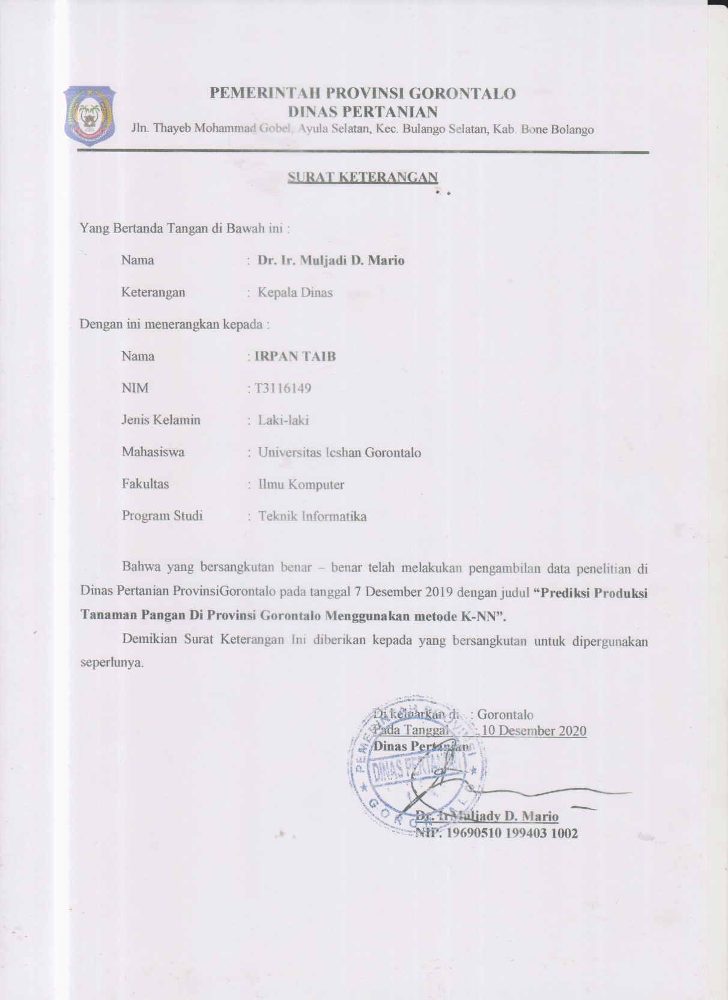 PEMERINTAH PROVINSI GORONTALO
DINAS PERTANIAN
Jln. Thayeb Mohammad Gobel, Ayula Selatan, Kec. Bulango Selatan, Kab. Bone Bolango
SURAT KETERANGAN
Yang Bertanda Tangan di Bawah ini :
Nama : Dr. Ir. Muljadi D. Mario
Keterangan : Kepala Dinas
Dengan ini menerangkan kepada :
Nama : IRPAN TAIB
NIM : T3116149
Jenis Kelamin : Laki-laki
Mahasiswa : Universitas Icshan Gorontalo
Fakultas : Ilmu Komputer
Program Studi : Teknik Informatika
Bahwa yang bersangkutan benar – benar telah melakukan pengambilan data penelitian di
Dinas Pertanian ProvinsiGorontalo pada tanggal 7 Desember 2019 dengan judul “Prediksi Produksi
Tanaman Pangan Di Provinsi Gorontalo Menggunakan metode K-NN”.
Demikian Surat Keterangan Ini diberikan kepada yang bersangkutan untuk dipergunakan
seperlunya.
Di keluarkan di : Gorontalo
Pada Tanggal : 10 Desember 2020
Dinas Pertanian
PEMERINTAH PROVINSI
DINAS PERTANIAN
GORONTALO
Dr. Ir Muljady D. Mario
NIP. 19690510 199403 1002